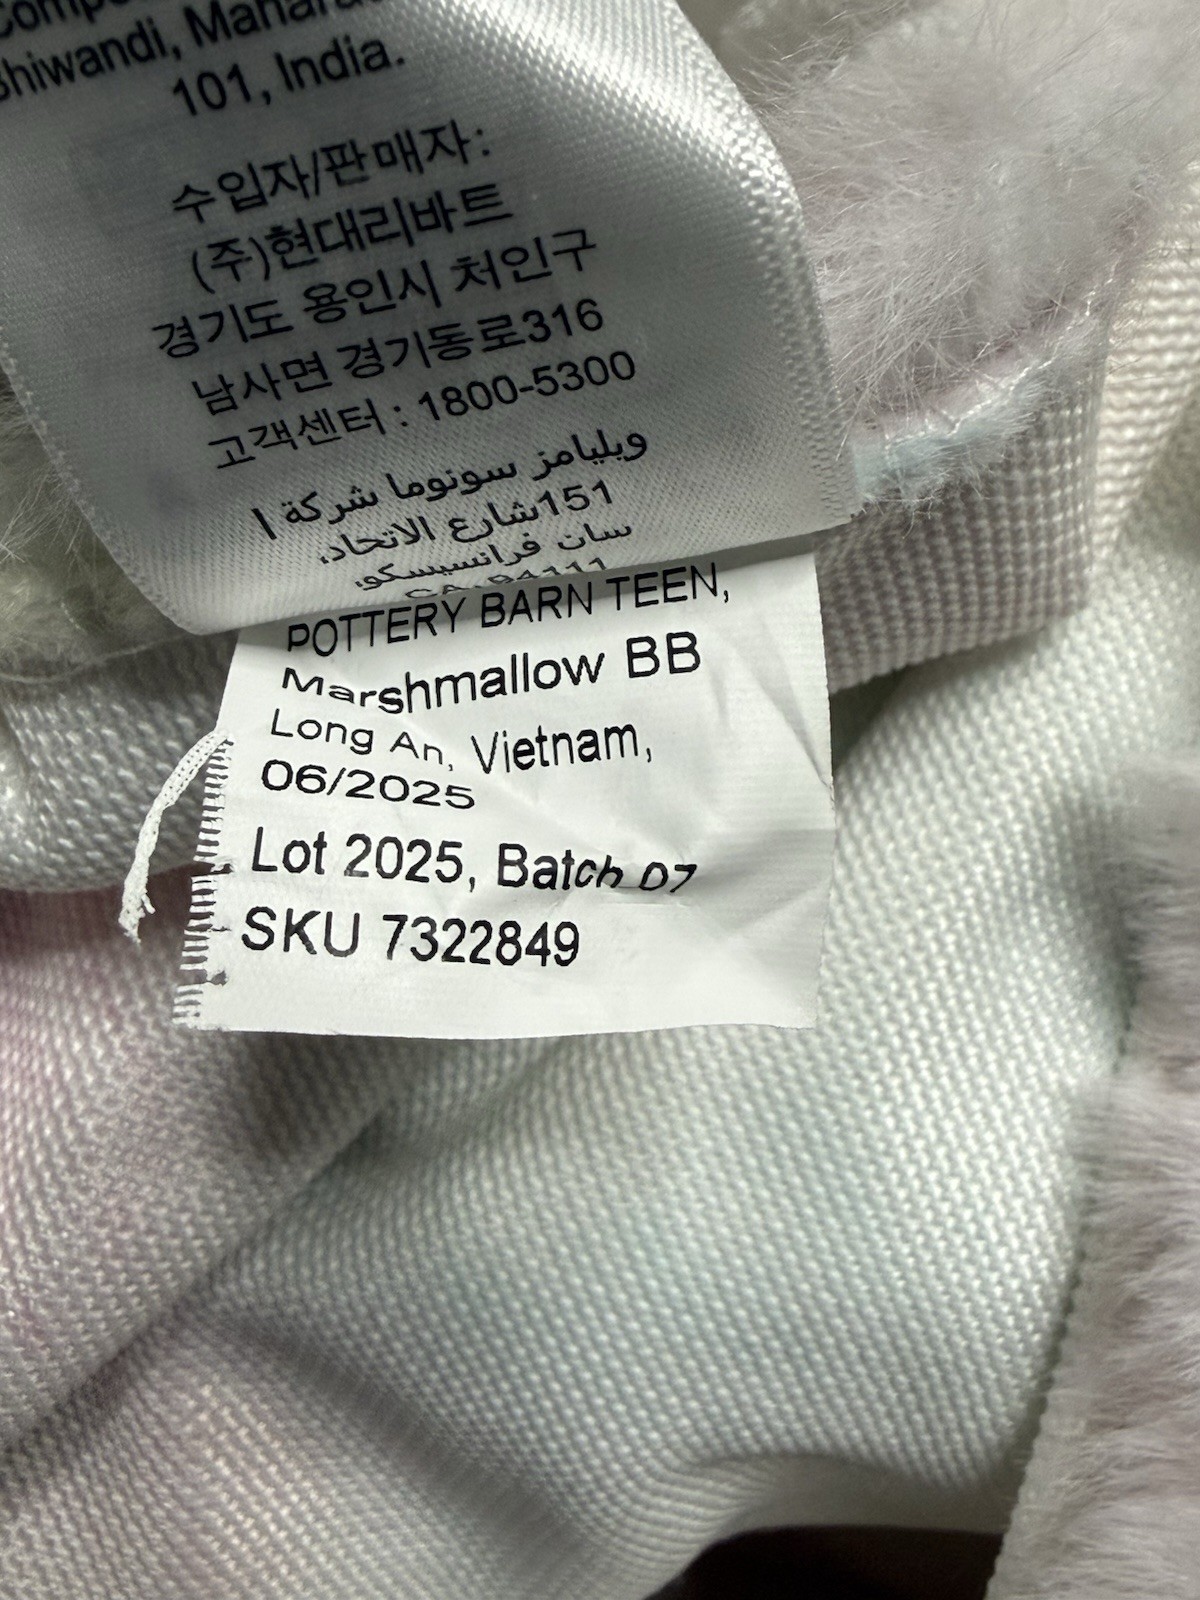 Bhiwandi,
101, India.
수입자/판매자:
(주)현대리바트
경기도 용인시 처인구
남사면 경기동로316
고객센터 : 1800-5300
ويليامز سونوما شركة ا
151شارع الاتحاد،
سان فرانسيسكو،
CA 94111
POTTERY BARN TEEN,
Marshmallow BB
Long An, Vietnam,
06/2025
Lot 2025, Batch 07
SKU 7322849